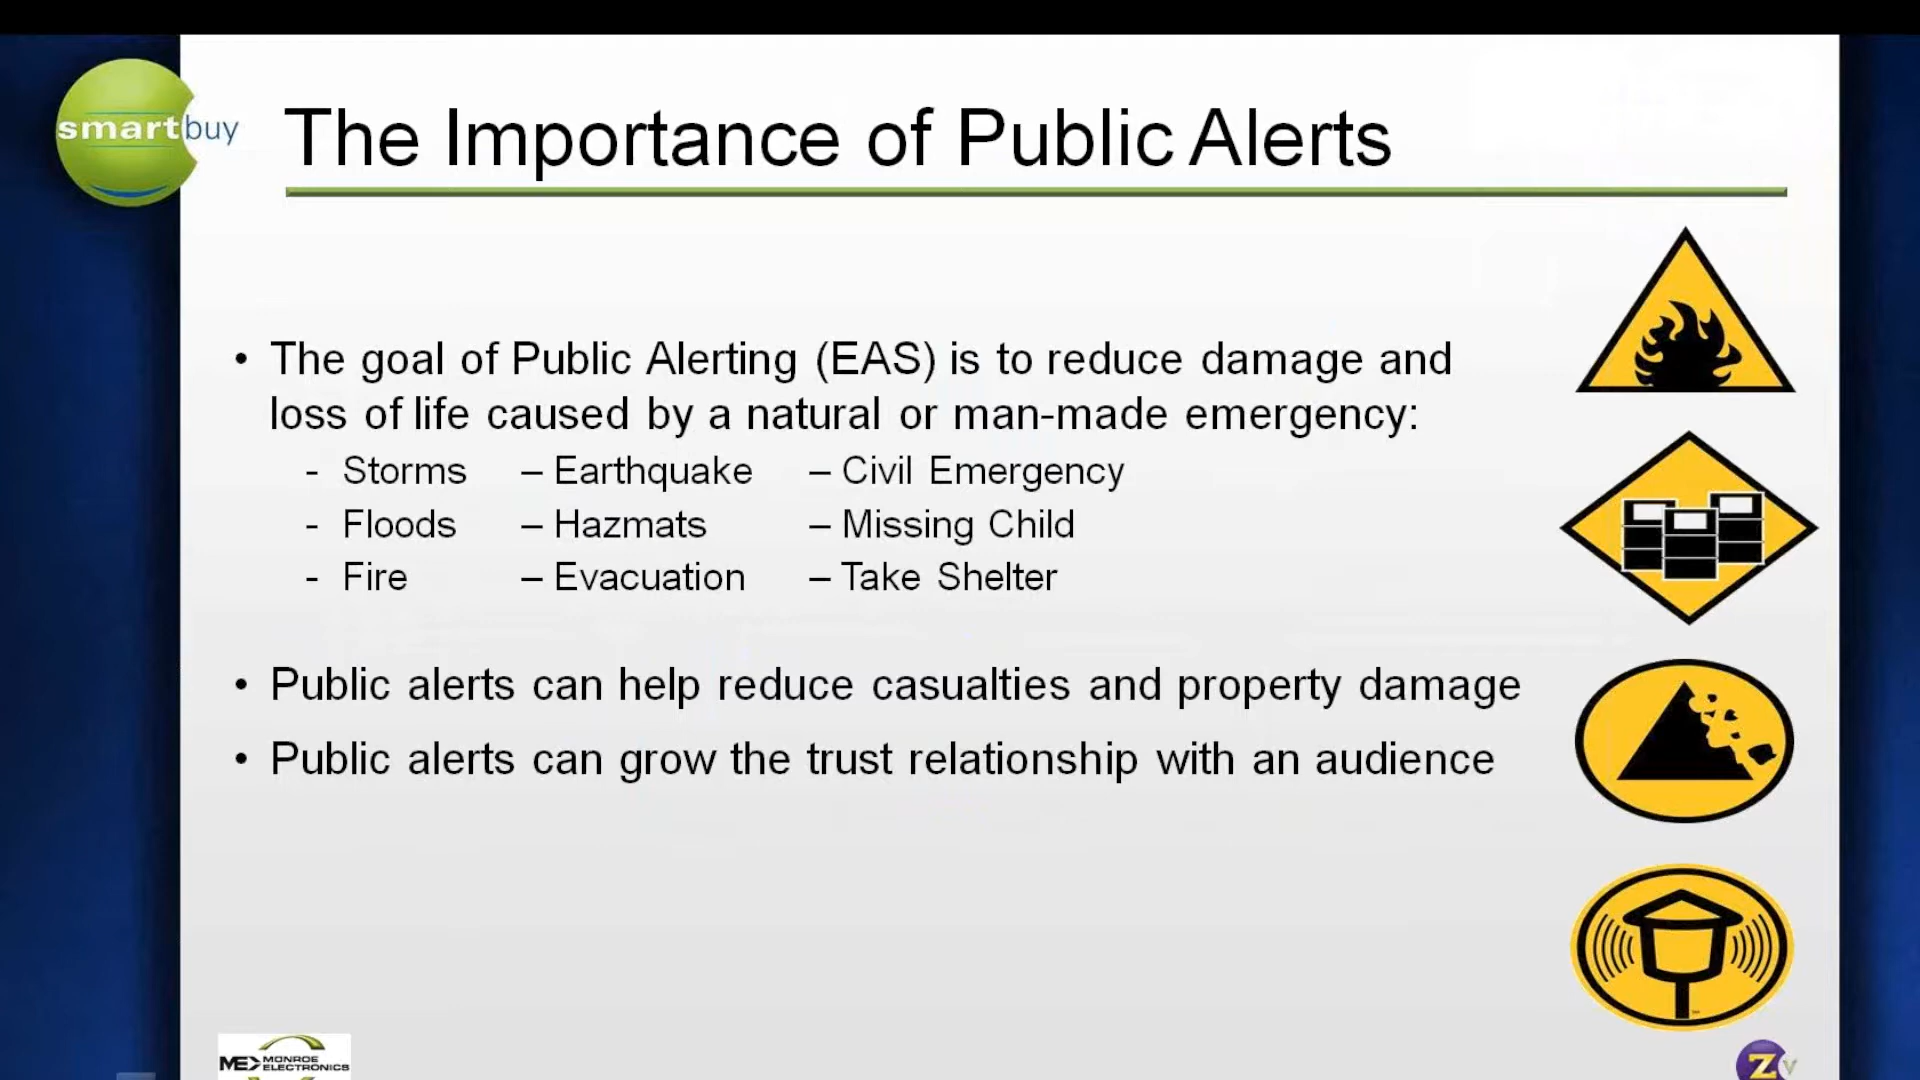 smartbuy
The Importance of Public Alerts
• The goal of Public Alerting (EAS) is to reduce damage and
loss of life caused by a natural or man-made emergency:
- Storms – Earthquake – Civil Emergency
- Floods – Hazmats – Missing Child
- Fire – Evacuation – Take Shelter
• Public alerts can help reduce casualties and property damage
• Public alerts can grow the trust relationship with an audience
ME MONROE
ELECTRONICS
Zv